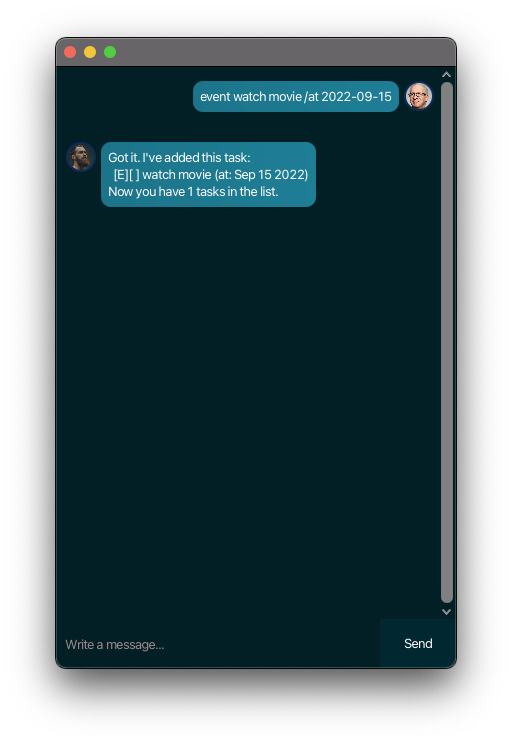 event watch movie /at 2022-09-15
Got it. I've added this task:
[E][ ] watch movie (at: Sep 15 2022)
Now you have 1 tasks in the list.
Write a message...
Send